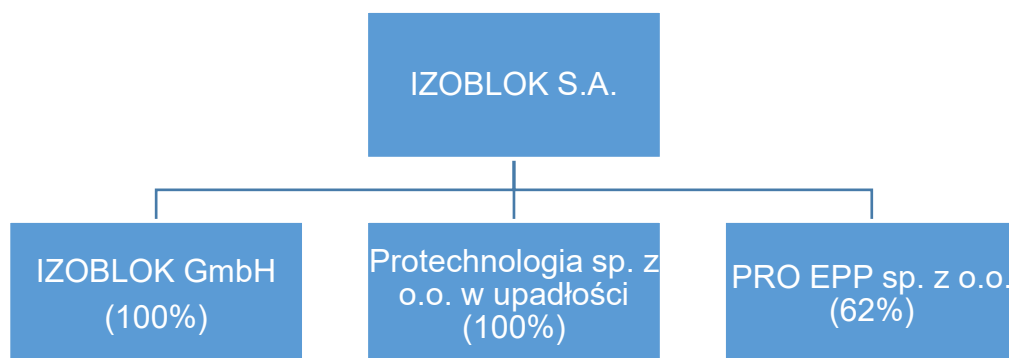 IZOBLOK S.A.
IZOBLOK GmbH
(100%)
Protechnologia sp. z
o.o. w upadłości
(100%)
PRO EPP sp. z o.o.
(62%)